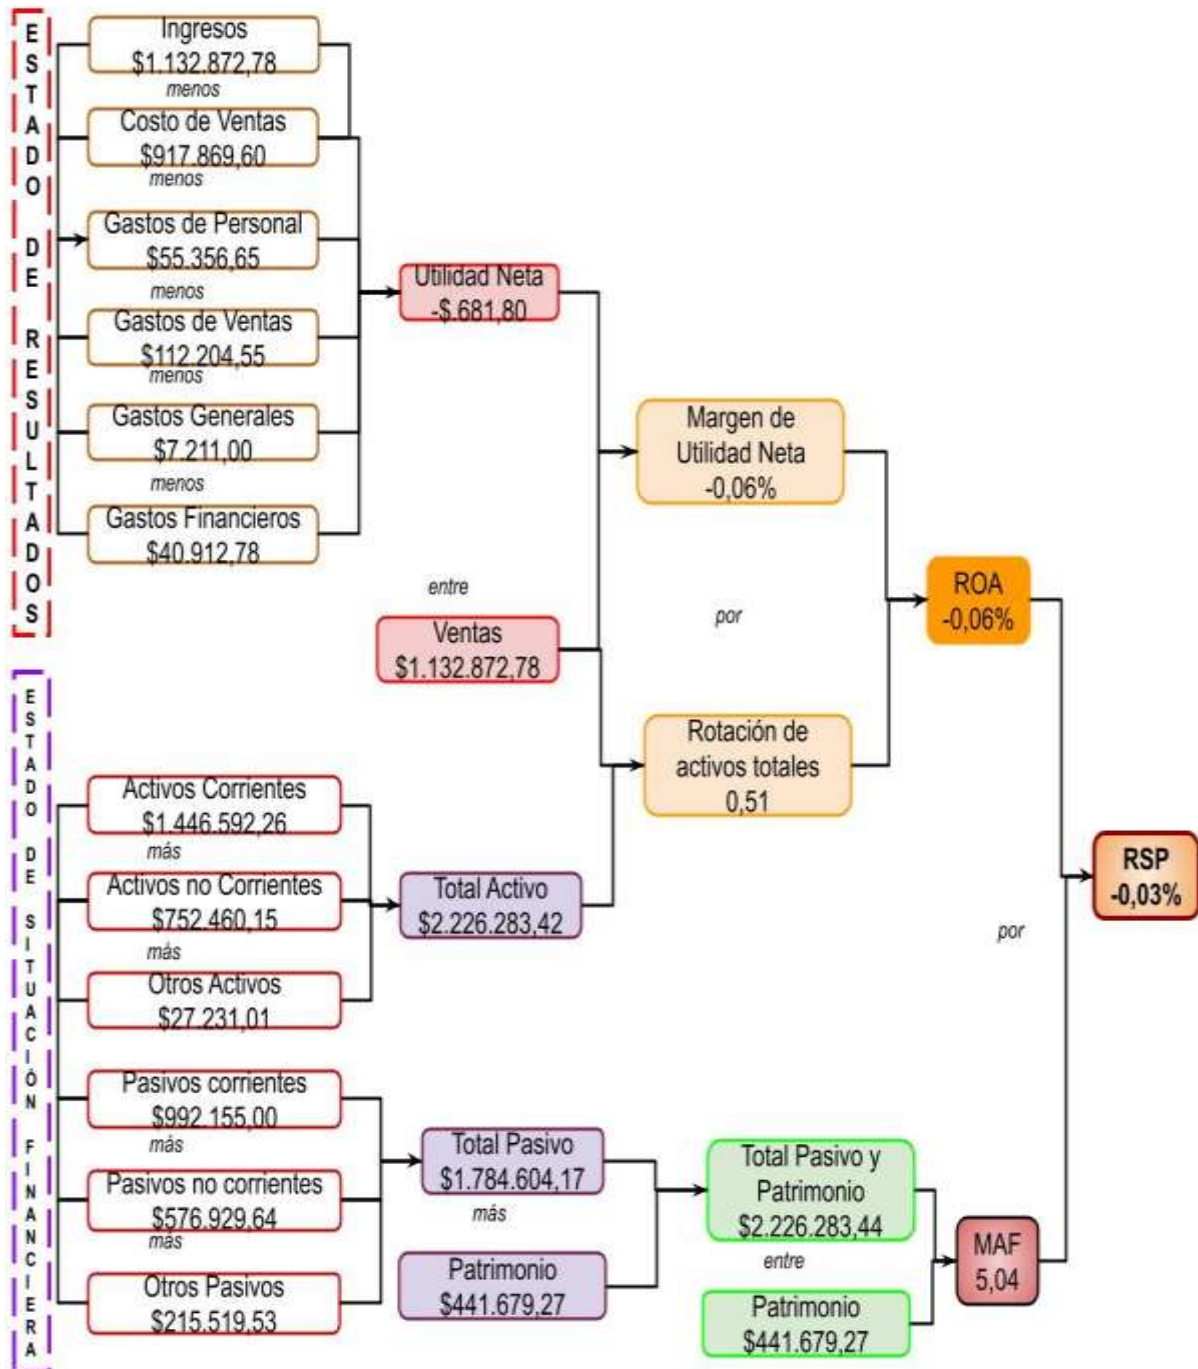 ESTADO DE RESULTADOS
Ingresos
$1.132.872,78
menos
Costo de Ventas
$917.869,60
menos
Gastos de Personal
$55.356,65
menos
Gastos de Ventas
$112.204,55
menos
Gastos Generales
$7.211,00
menos
Gastos Financieros
$40.912,78
Utilidad Neta
-$.681,80
entre
Ventas
$1.132.872,78
Margen de
Utilidad Neta
-0,06%
por
Rotación de
activos totales
0,51
ROA
-0,06%
ESTADO DE SITUACIÓN FINANCIERA
Activos Corrientes
$1.446.592,26
más
Activos no Corrientes
$752.460,15
más
Otros Activos
$27.231,01
Total Activo
$2.226.283,42
Pasivos corrientes
$992.155,00
más
Pasivos no corrientes
$576.929,64
más
Otros Pasivos
$215.519,53
Total Pasivo
$1.784.604,17
más
Patrimonio
$441.679,27
Total Pasivo y
Patrimonio
$2.226.283,44
entre
Patrimonio
$441.679,27
MAF
5,04
por
RSP
-0,03%